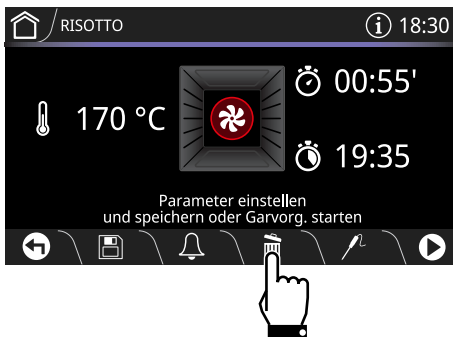 RISOTTO
i 18:30
170 °C
00:55'
19:35
Parameter einstellen
und speichern oder Garvorg. starten